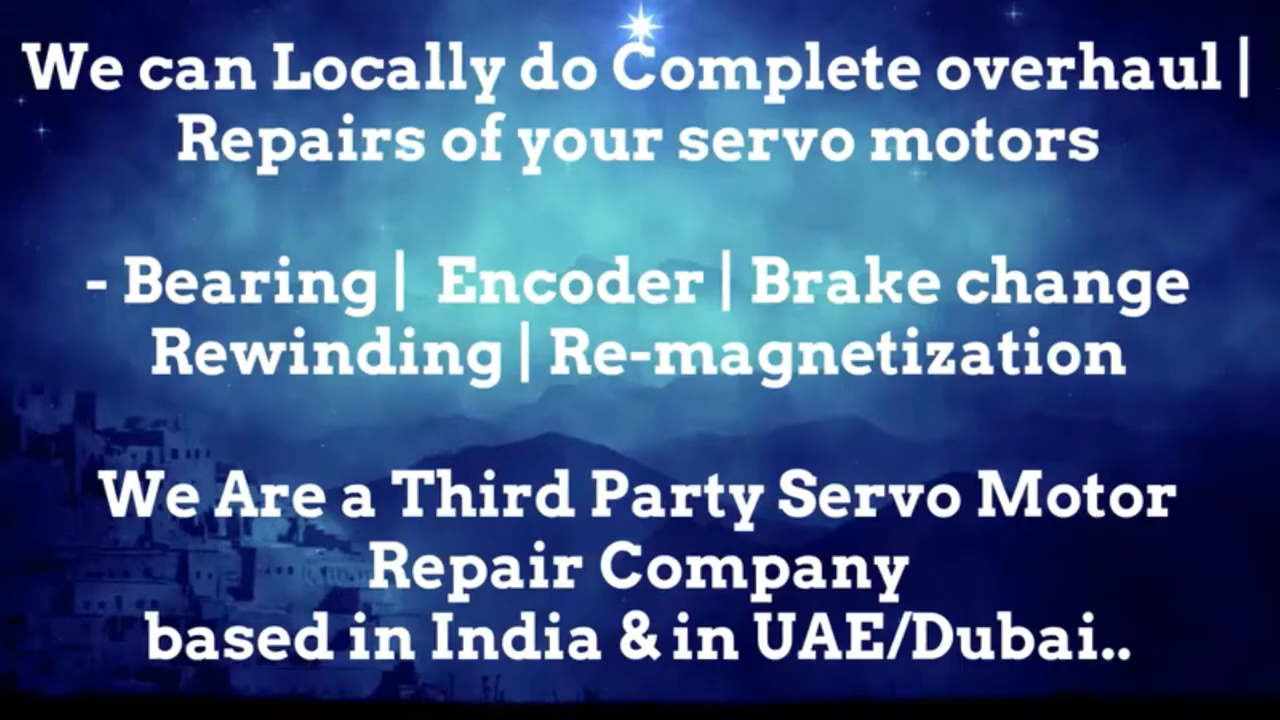 We can Locally do Complete overhaul |
Repairs of your servo motors
- Bearing | Encoder | Brake change
Rewinding | Re-magnetization
We Are a Third Party Servo Motor
Repair Company
based in India & in UAE/Dubai..